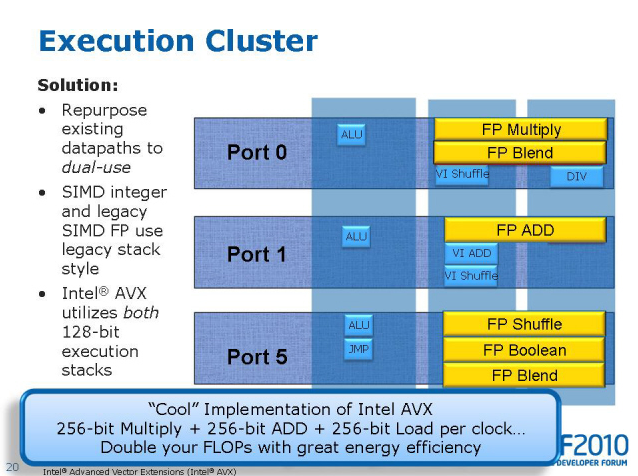 Execution Cluster
Solution:
• Repurpose
existing
datapaths to
dual-use
• SIMD integer
and legacy
SIMD FP use
legacy stack
style
• Intel® AVX
utilizes both
128-bit
execution
stacks
Port 0
ALU
FP Multiply
FP Blend
VI Shuffle
DIV
Port 1
ALU
FP ADD
VI ADD
VI Shuffle
Port 5
ALU
JMP
FP Shuffle
FP Boolean
FP Blend
“Cool” Implementation of Intel AVX
256-bit Multiply + 256-bit ADD + 256-bit Load per clock…
Double your FLOPs with great energy efficiency
F2010
DEVELOPER FORUM
20
Intel® Advanced Vector Extensions (Intel® AVX)